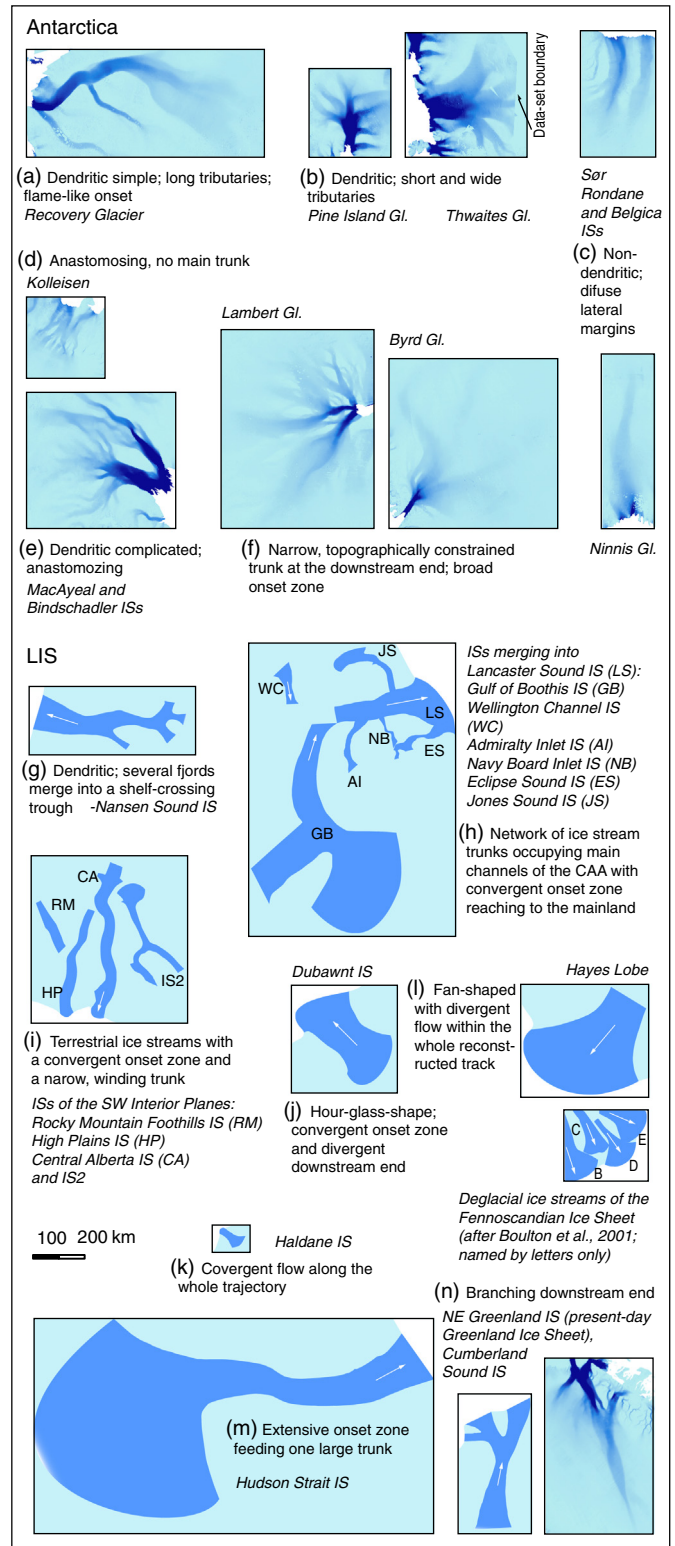 Antarctica
Data-set boundary
(a) Dendritic simple; long tributaries;
flame-like onset
Recovery Glacier
(b) Dendritic; short and wide
tributaries
Pine Island Gl.
Thwaites Gl.
Sør
Rondane
and Belgica
ISs
(c) Non-
dendritic;
difuse
lateral
margins
(d) Anastomosing, no main trunk
Kolleisen
Lambert Gl.
Byrd Gl.
(e) Dendritic complicated;
anastomozing
MacAyeal and
Bindschadler ISs
(f) Narrow, topographically constrained
trunk at the downstream end; broad
onset zone
Ninnis Gl.
LIS
(g) Dendritic; several fjords
merge into a shelf-crossing
trough -Nansen Sound IS
JS
WC
LS
NB
ES
AI
GB
ISs merging into
Lancaster Sound IS (LS):
Gulf of Boothis IS (GB)
Wellington Channel IS
(WC)
Admiralty Inlet IS (AI)
Navy Board Inlet IS (NB)
Eclipse Sound IS (ES)
Jones Sound IS (JS)
(h) Network of ice stream
trunks occupying main
channels of the CAA with
convergent onset zone
reaching to the mainland
CA
RM
HP
IS2
(i) Terrestrial ice streams with
a convergent onset zone and
a narrow, winding trunk
ISs of the SW Interior Planes:
Rocky Mountain Foothills IS (RM)
High Plains IS (HP)
Central Alberta IS (CA)
and IS2
Dubawnt IS
(j) Hour-glass-shape;
convergent onset zone
and divergent
downstream end
Hayes Lobe
(l) Fan-shaped
with divergent
flow within the
whole reconst-
ructed track
C
E
D
B
Deglacial ice streams of the
Fennoscandian Ice Sheet
(after Boulton et al., 2001;
named by letters only)
100 200 km
Haldane IS
(k) Covergent flow along the
whole trajectory
(m) Extensive onset zone
feeding one large trunk
Hudson Strait IS
(n) Branching downstream end
NE Greenland IS (present-day
Greenland Ice Sheet),
Cumberland
Sound IS